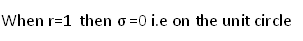 When r=1 then σ =0 i.e on the unit circle